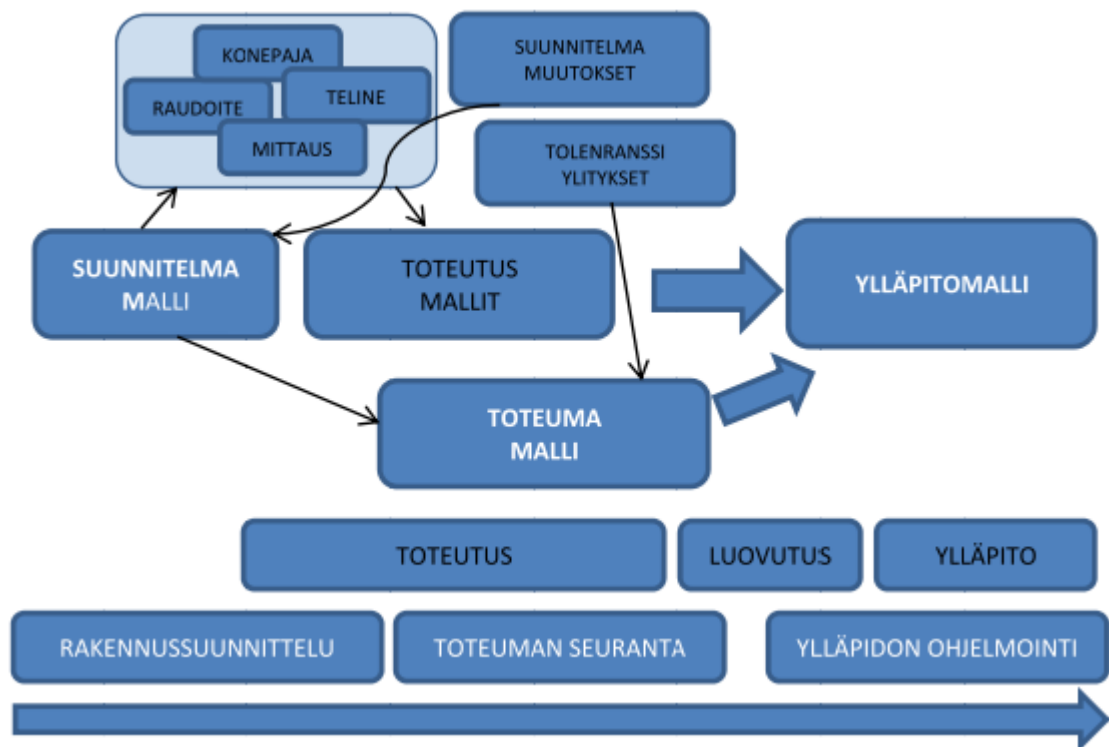 KONEPAJA
RAUDOITE
TELINE
MITTAUS
SUUNNITELMA
MUUTOKSET
TOLENRANSSI
YLITYKSET
SUUNNITELMA
MALLI
TOTEUTUS
MALLIT
YLLÄPITOMALLI
TOTEUMA
MALLI
TOTEUTUS
LUOVUTUS
YLLÄPITO
RAKENNUSSUUNNITTELU
TOTEUMAN SEURANTA
YLLÄPIDON OHJELMOINTI